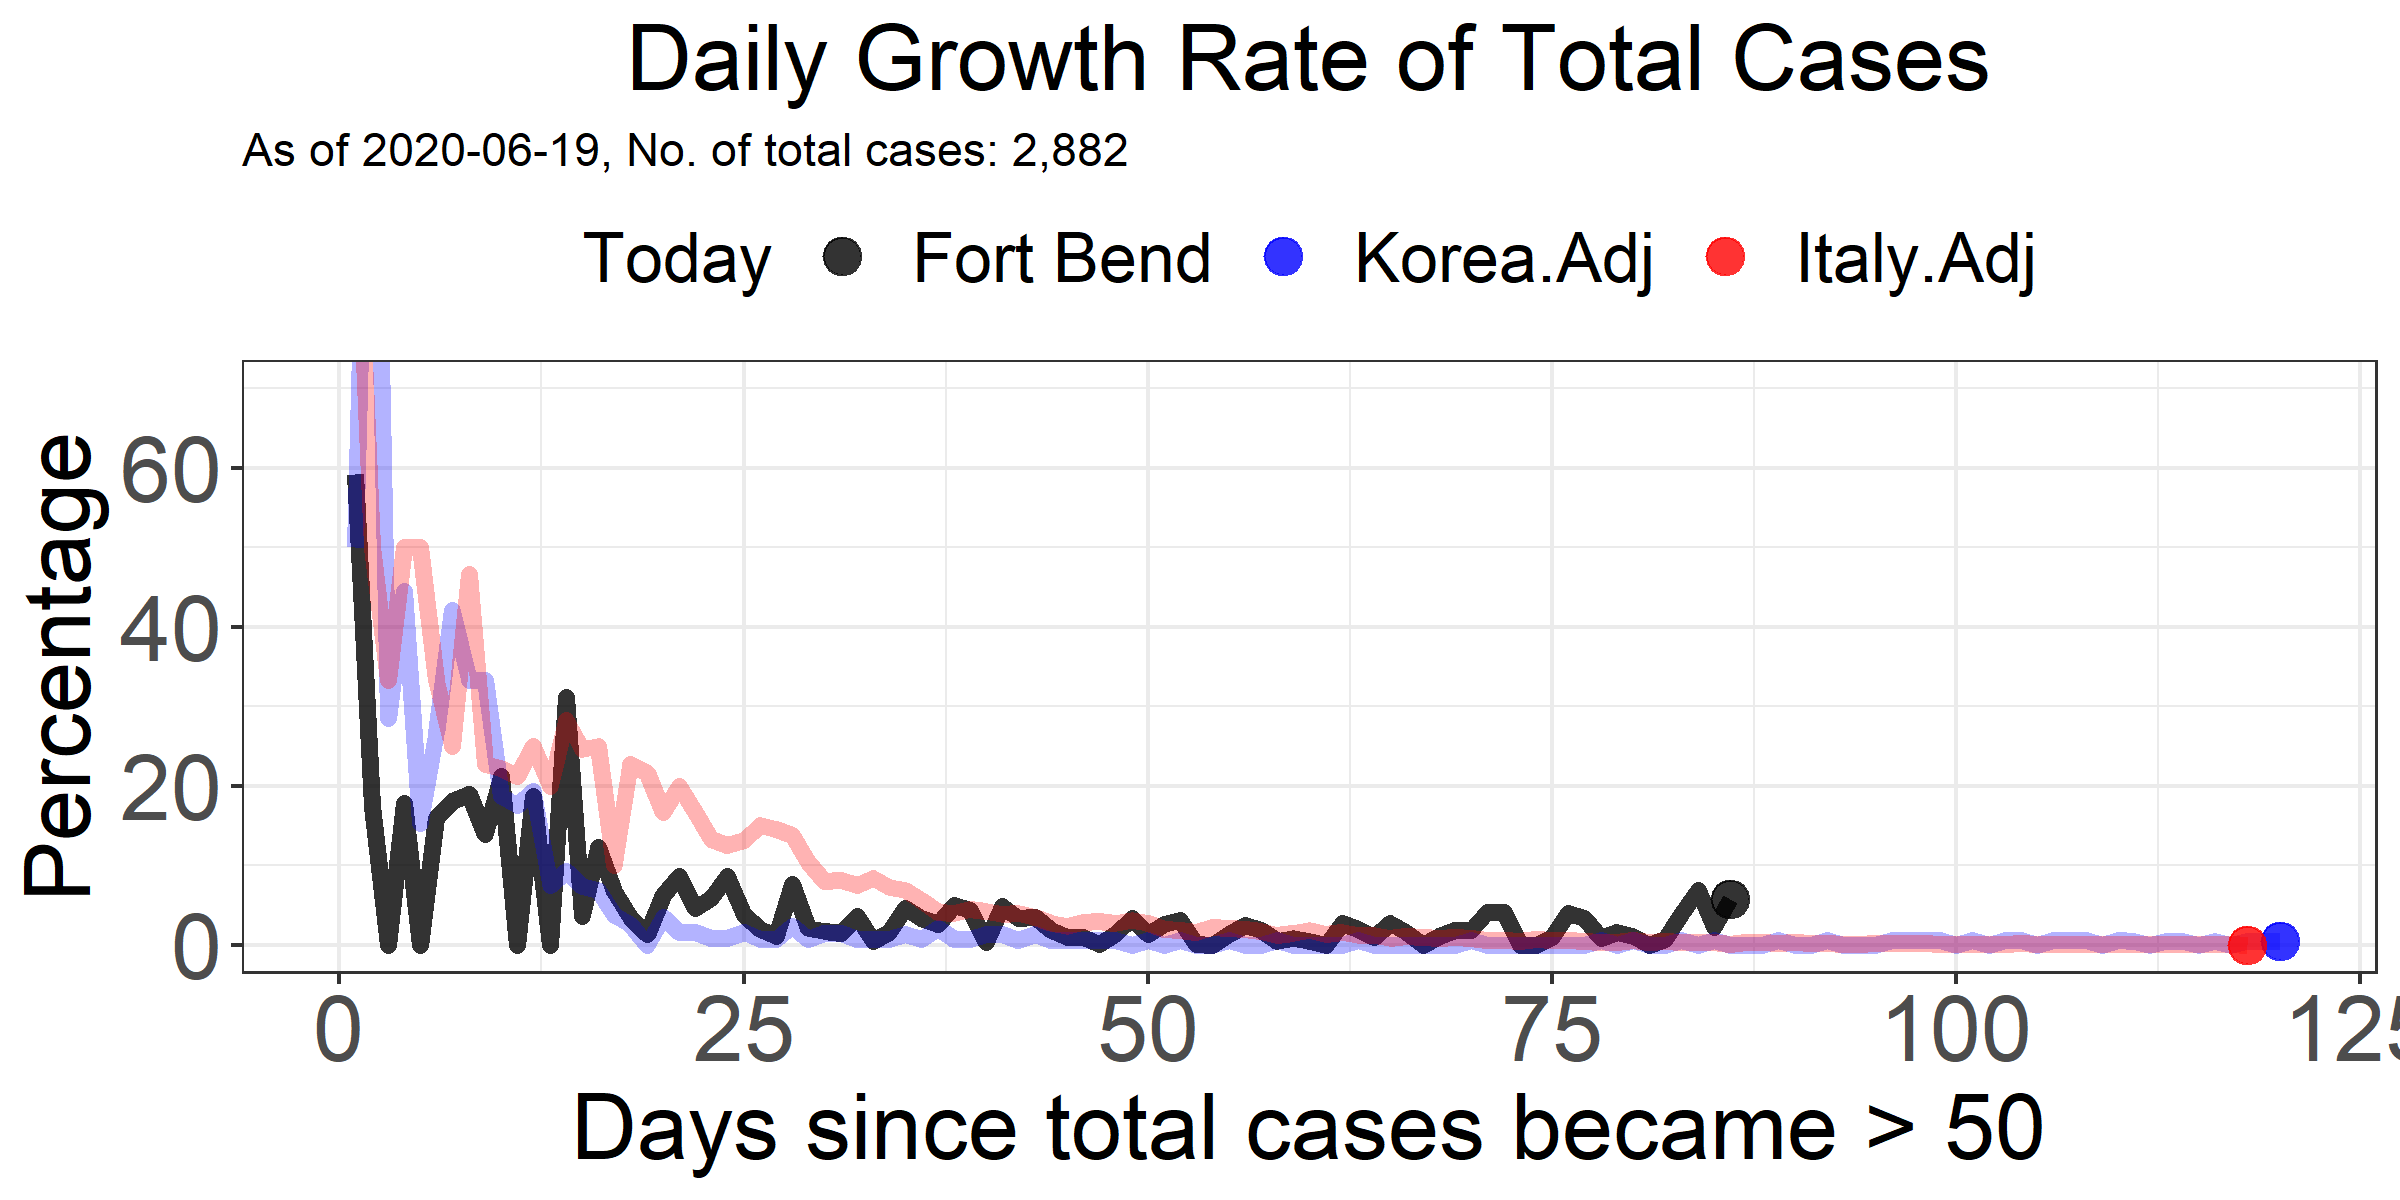 Daily Growth Rate of Total Cases
As of 2020-06-19, No. of total cases: 2,882
Today Fort Bend Korea.Adj Italy.Adj
Percentage
60
40
20
0
0 25 50 75 100 125
Days since total cases became > 50